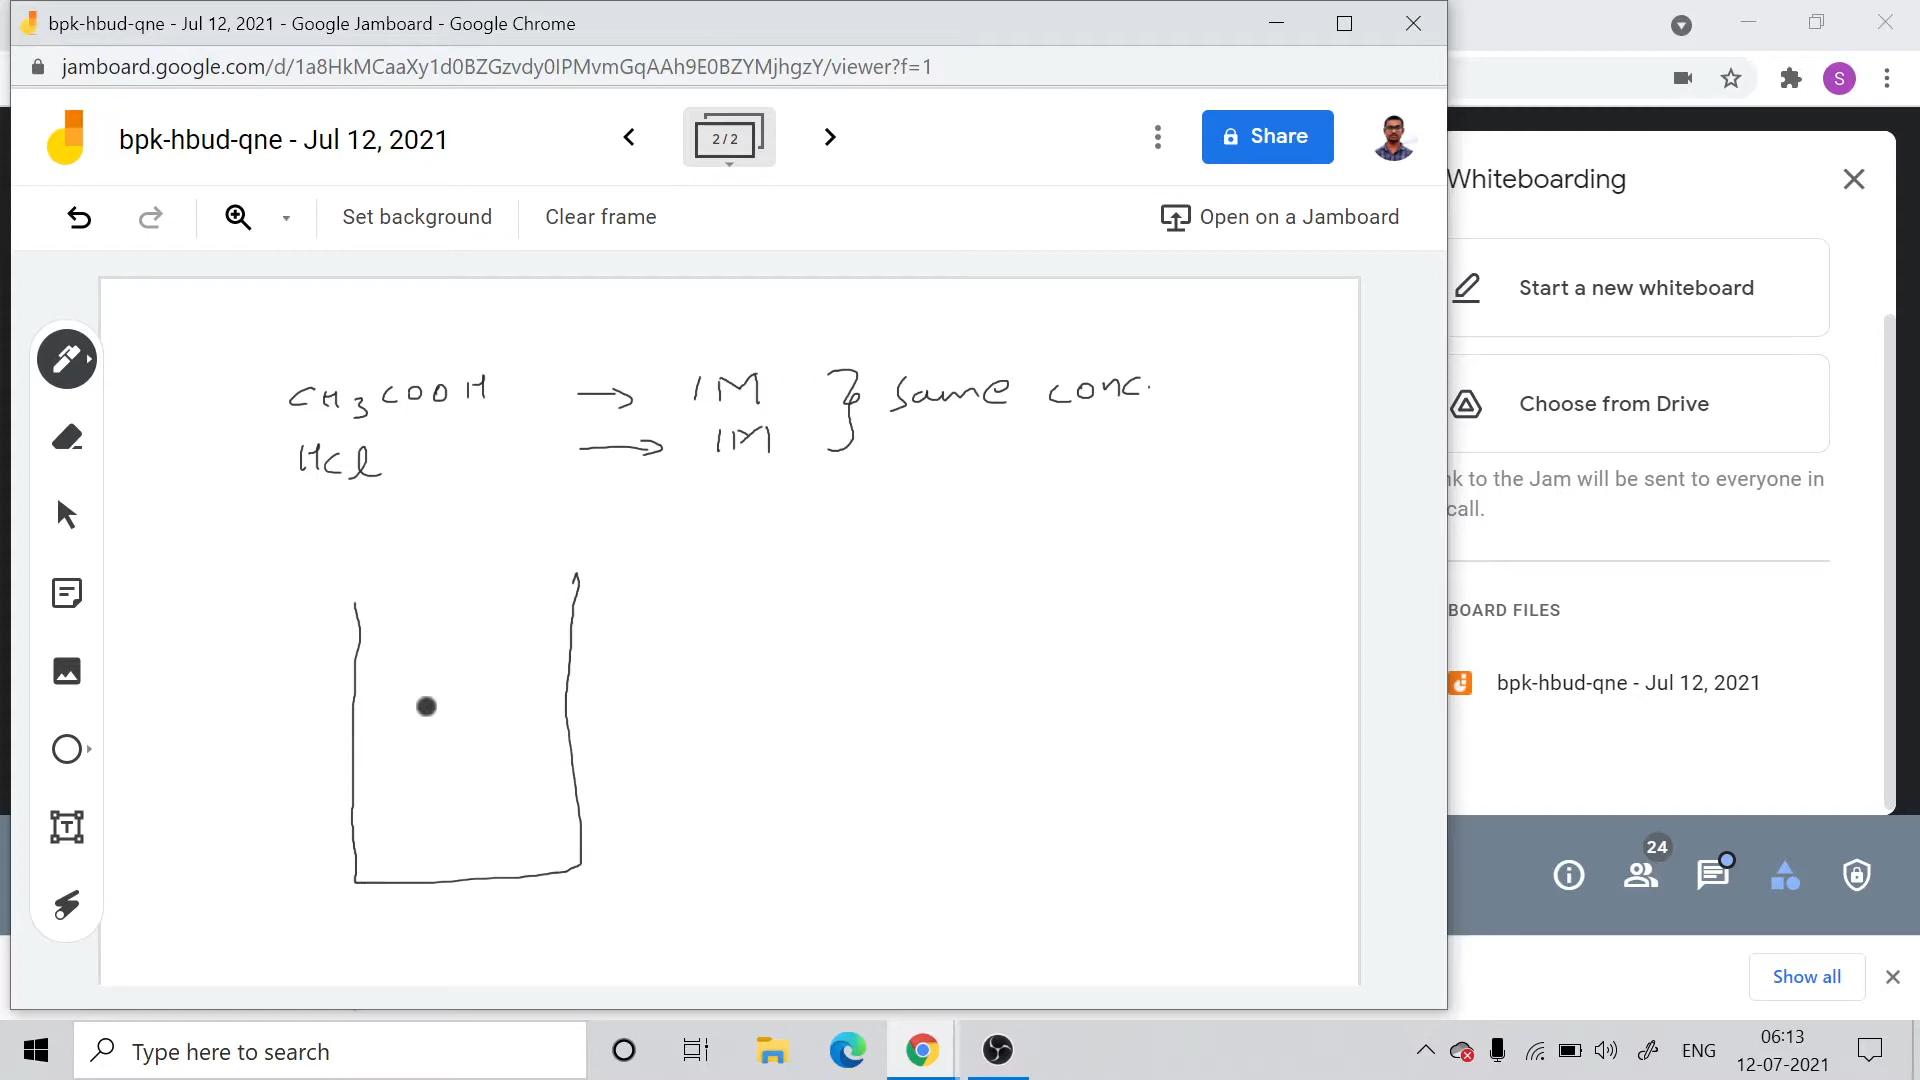 bpk-hbud-qne - Jul 12, 2021 - Google Jamboard - Google Chrome
jamboard.google.com/d/1a8HkMCaaXy1d0BZGzvdy0IPMvmGqAAh9E0BZYMjhgzY/viewer?f=1
S
bpk-hbud-qne - Jul 12, 2021
2 / 2
Share
Set background
Clear frame
Open on a Jamboard
CH3COOH → 1M } same conc.
HCl → 1M
Whiteboarding
Start a new whiteboard
Choose from Drive
nk to the Jam will be sent to everyone in
call.
BOARD FILES
bpk-hbud-qne - Jul 12, 2021
24
Show all
Type here to search
ENG
06:13
12-07-2021